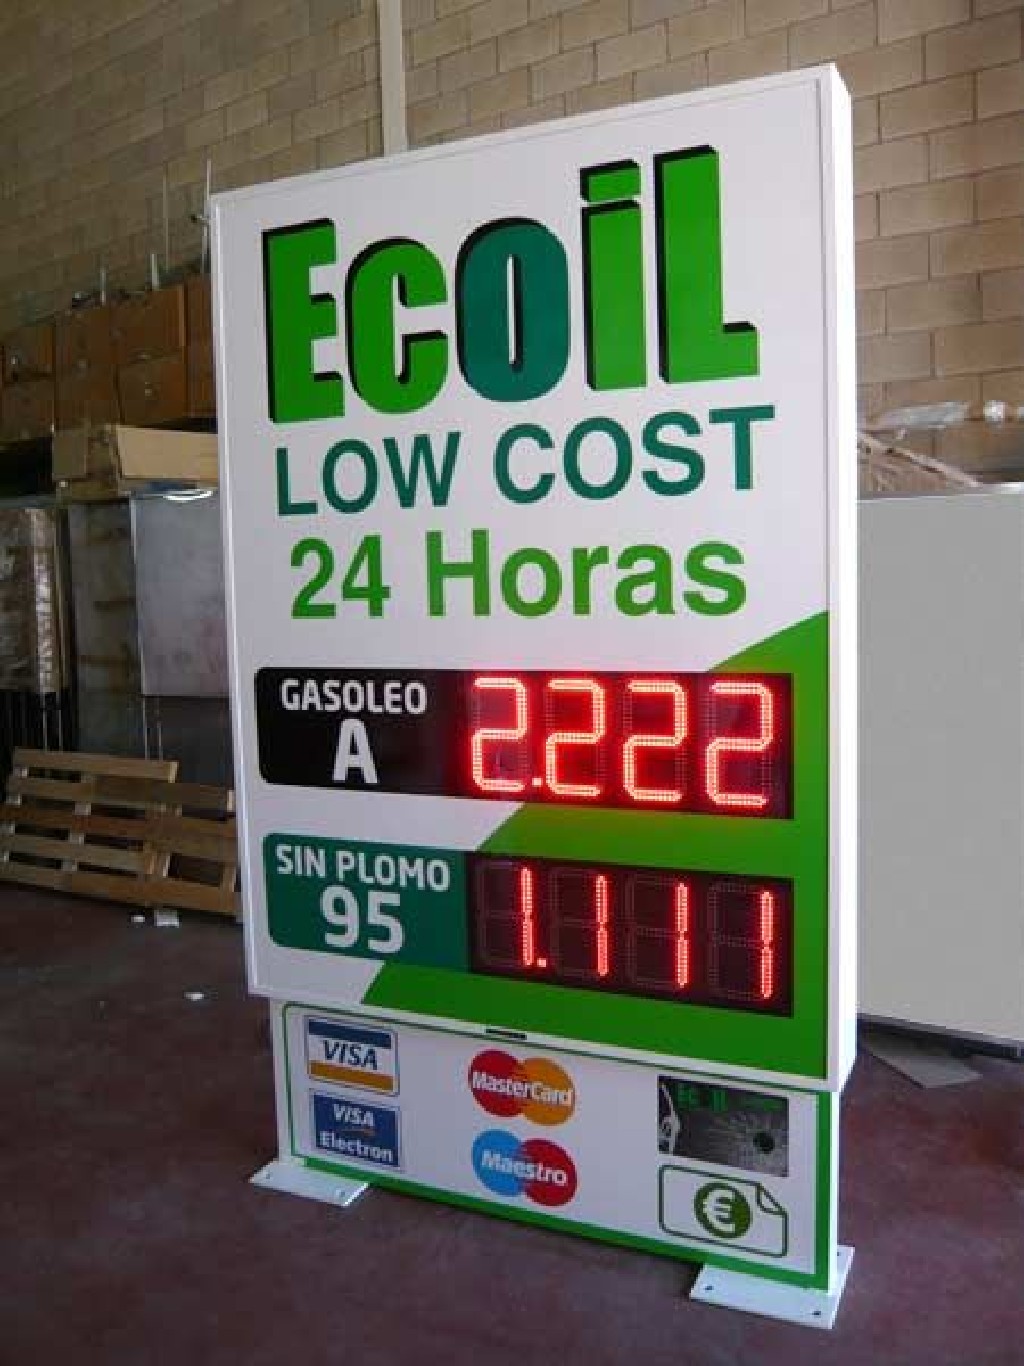 Ecoil
LOW COST
24 Horas
GASOLEO
A
2.222
SIN PLOMO
95
1.111
VISA
MasterCard
VISA
Electron
Maestro
€